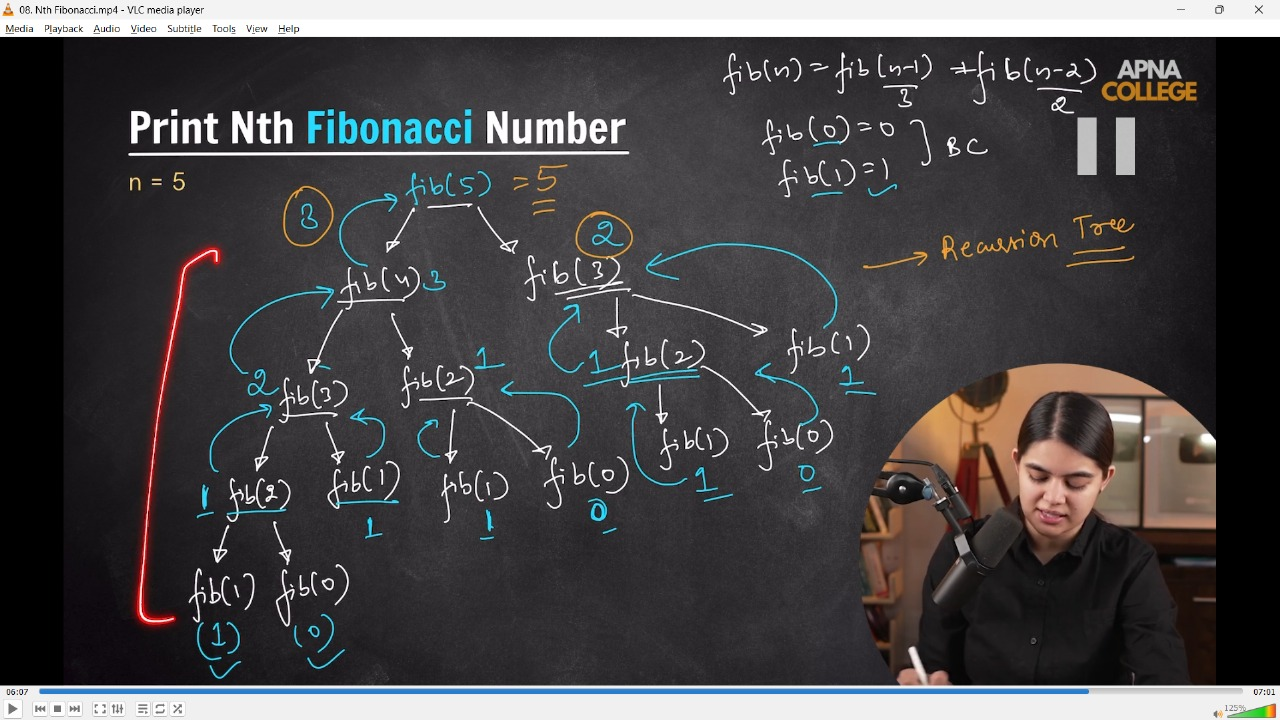 08. Nth Fibonacci.mp4 - VLC media player
Media Playback Audio Video Subtitle Tools View Help
fib(n) = fib(n-1) + fib(n-2)
3 2
APNA
COLLEGE
fib(0) = 0
fib(1) = 1
BC
Print Nth Fibonacci Number
n = 5
fib(5) = 5
3
2
Recursion Tree
fib(4) 3
fib(3)
2 fib(3)
fib(2) 1
1 fib(2)
fib(1)
1
1 fib(2)
fib(1)
1
fib(1)
1
fib(0)
0
fib(1)
1
fib(0)
0
fib(1)
(1)
fib(0)
(0)
06:07
07:01
125%